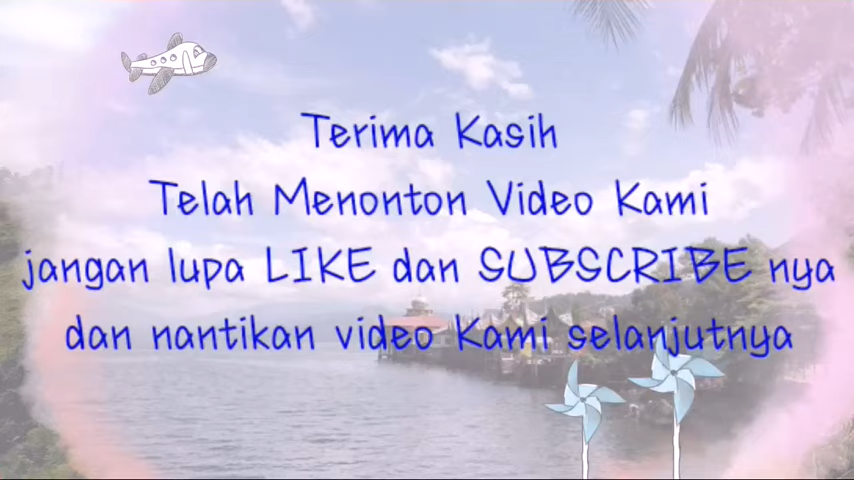 Terima Kasih
Telah Menonton Video Kami
jangan lupa LIKE dan SUBSCRIBE nya
dan nantikan video Kami selanjutnya